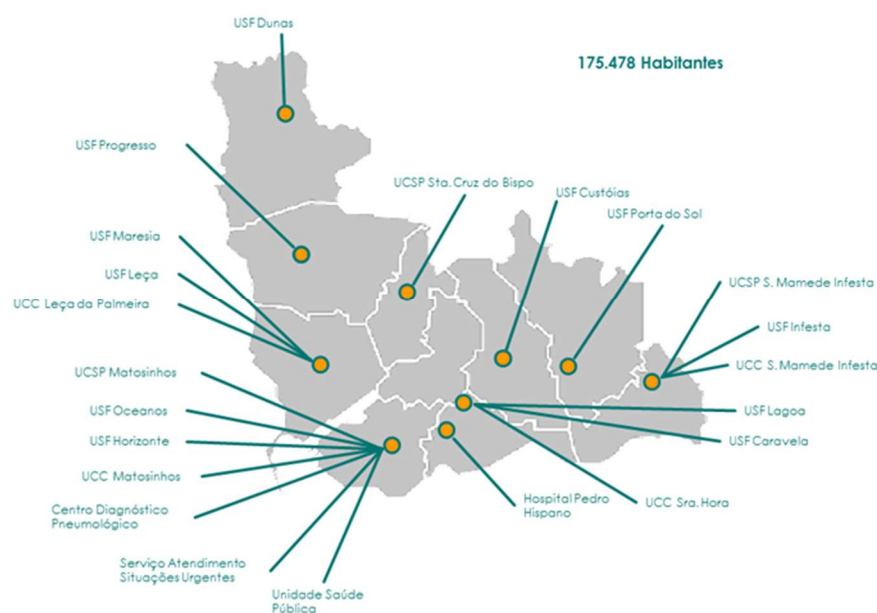 USF Dunas
175.478 Habitantes
USF Progresso
UCSP Sta. Cruz do Bispo
USF Custóias
USF Porta do Sol
USF Maresia
USF Leça
UCC Leça da Palmeira
UCSP S. Mamede Infesta
USF Infesta
UCC S. Mamede Infesta
UCSP Matosinhos
USF Oceanos
USF Horizonte
UCC Matosinhos
Centro Diagnóstico
Pneumológico
Serviço Atendimento
Situações Urgentes
Unidade Saúde
Pública
USF Lagoa
USF Caravela
Hospital Pedro
Hispano
UCC Sra. Hora